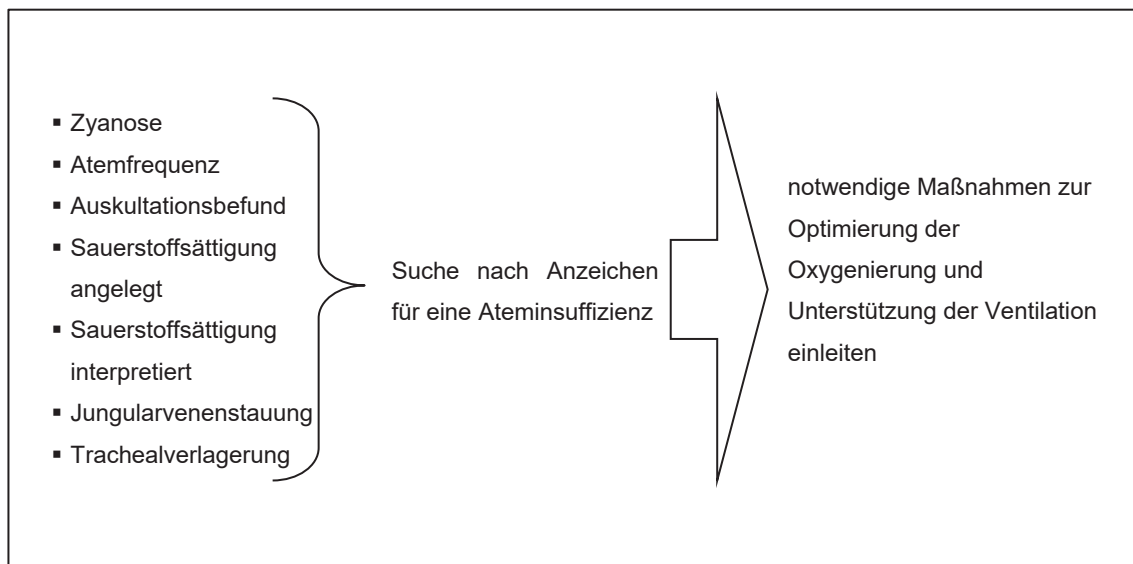 ▪ Zyanose
▪ Atemfrequenz
▪ Auskultationsbefund
▪ Sauerstoffsättigung
angelegt
▪ Sauerstoffsättigung
interpretiert
▪ Jungularvenenstauung
▪ Trachealverlagerung
Suche nach Anzeichen
für eine Ateminsuffizienz
notwendige Maßnahmen zur
Optimierung der
Oxygenierung und
Unterstützung der Ventilation
einleiten